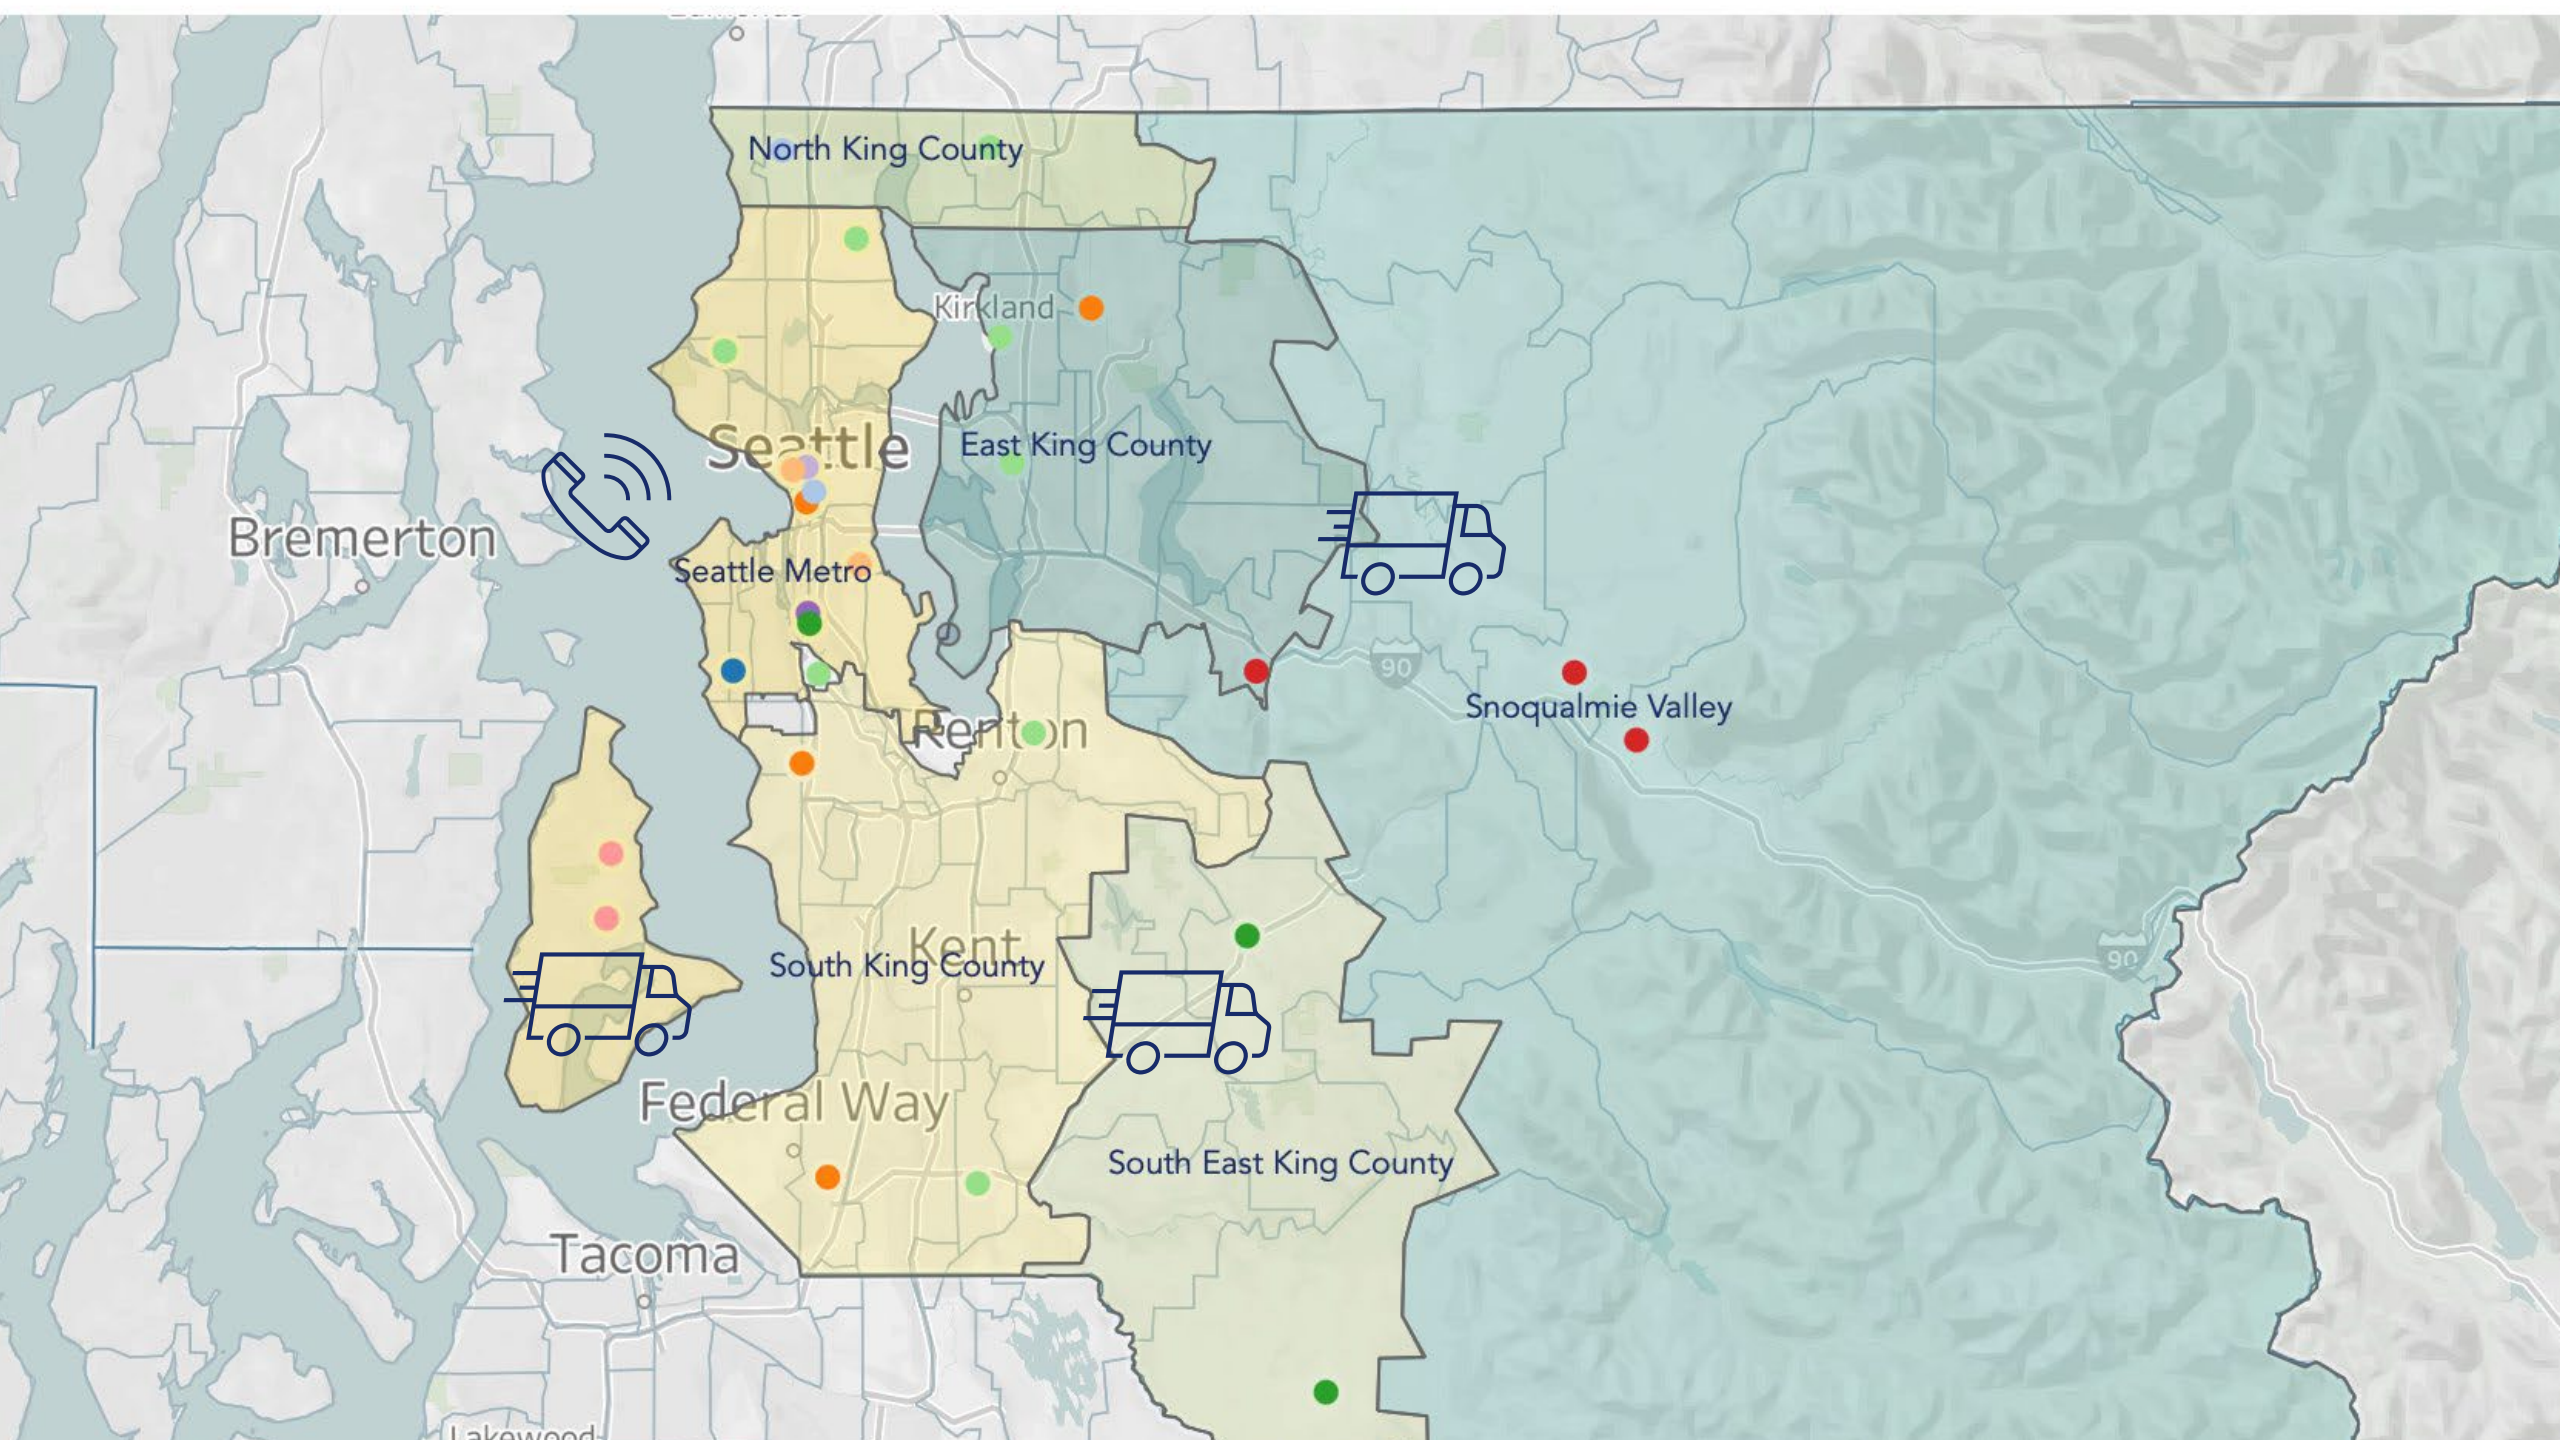 North King County
Kirkland
Seattle
East King County
Bremerton
Seattle Metro
90
Snoqualmie Valley
Renton
Kent
South King County
90
Federal Way
South East King County
Tacoma
Lakewood